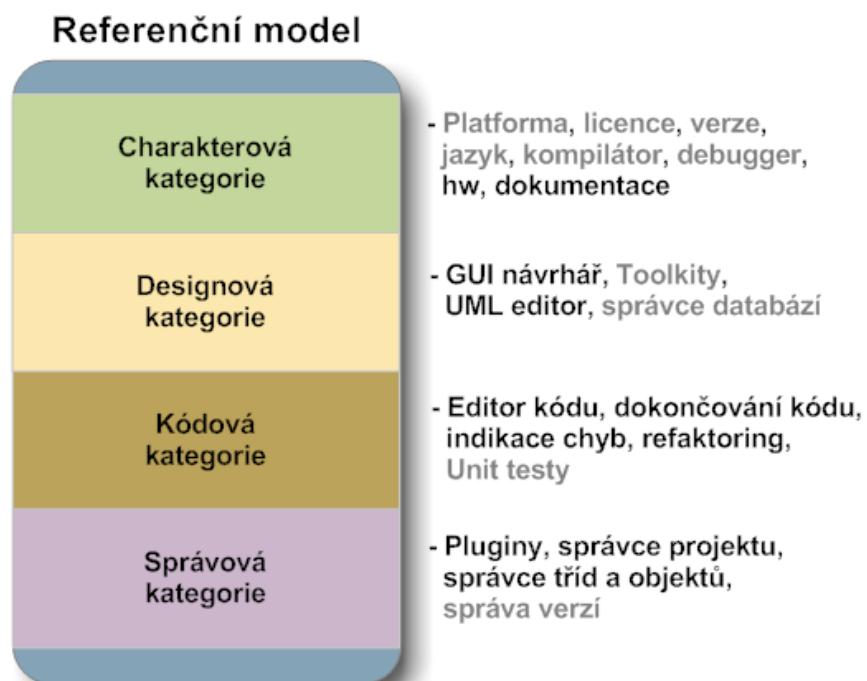 Referenční model
Charakterová
kategorie
- Platforma, licence, verze,
jazyk, kompilátor, debugger,
hw, dokumentace
Designová
kategorie
- GUI návrhář, Toolkity,
UML editor, správce databází
Kódová
kategorie
- Editor kódu, dokončování kódu,
indikace chyb, refaktoring,
Unit testy
Správová
kategorie
- Pluginy, správce projektu,
správce tříd a objektů,
správa verzí